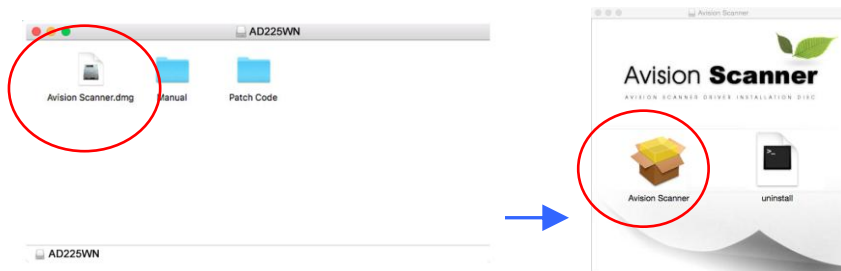 AD225WN
Avision Scanner.dmg
Manual
Patch Code
AD225WN
Avision Scanner
Avision Scanner
AVISION SCANNER DRIVER INSTALLATION DISC
>_
Avision Scanner
uninstall